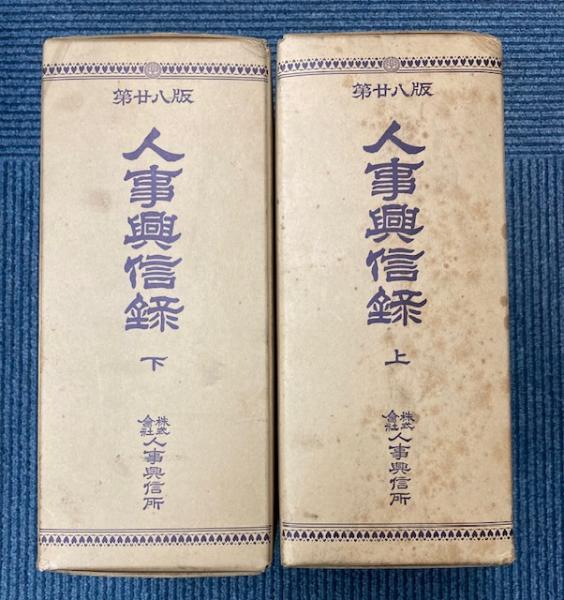 第廿八版
人事興信錄
上
株式會社人事興信所
第廿八版
人事興信錄
下
株式會社人事興信所